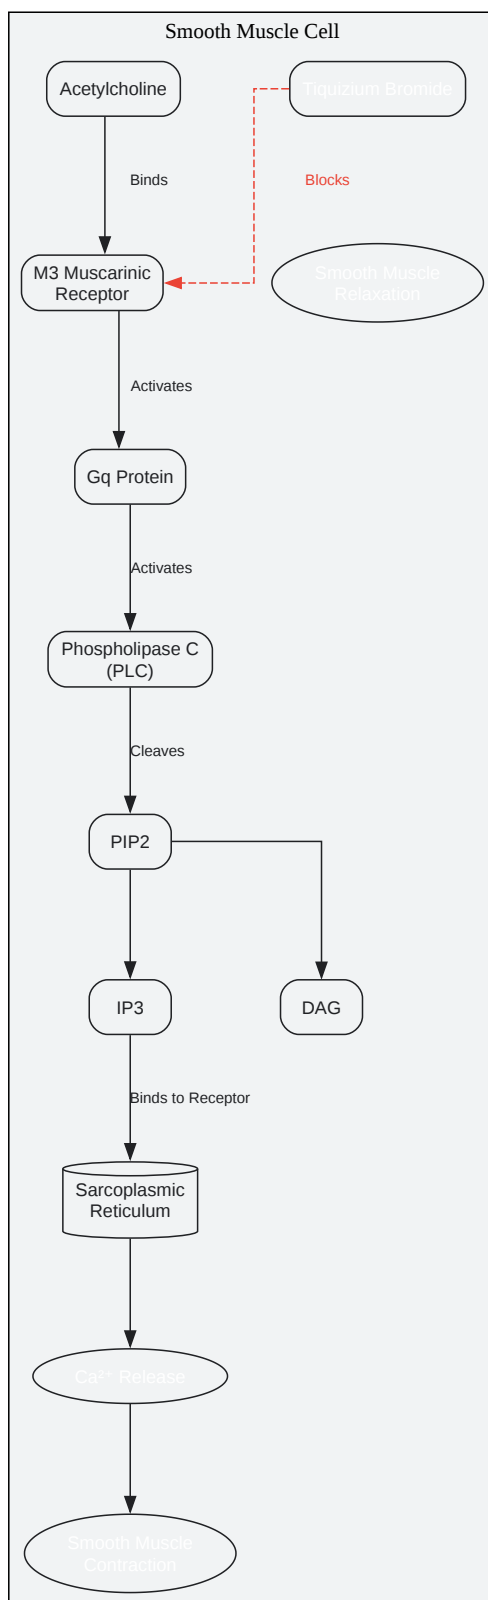 Smooth Muscle Cell
Acetylcholine
Tiquizium Bromide
Binds
Blocks
M3 Muscarinic
Receptor
Smooth Muscle
Relaxation
Activates
Gq Protein
Activates
Phospholipase C
(PLC)
Cleaves
PIP2
IP3
DAG
Binds to Receptor
Sarcoplasmic
Reticulum
Ca²⁺ Release
Smooth Muscle
Contraction